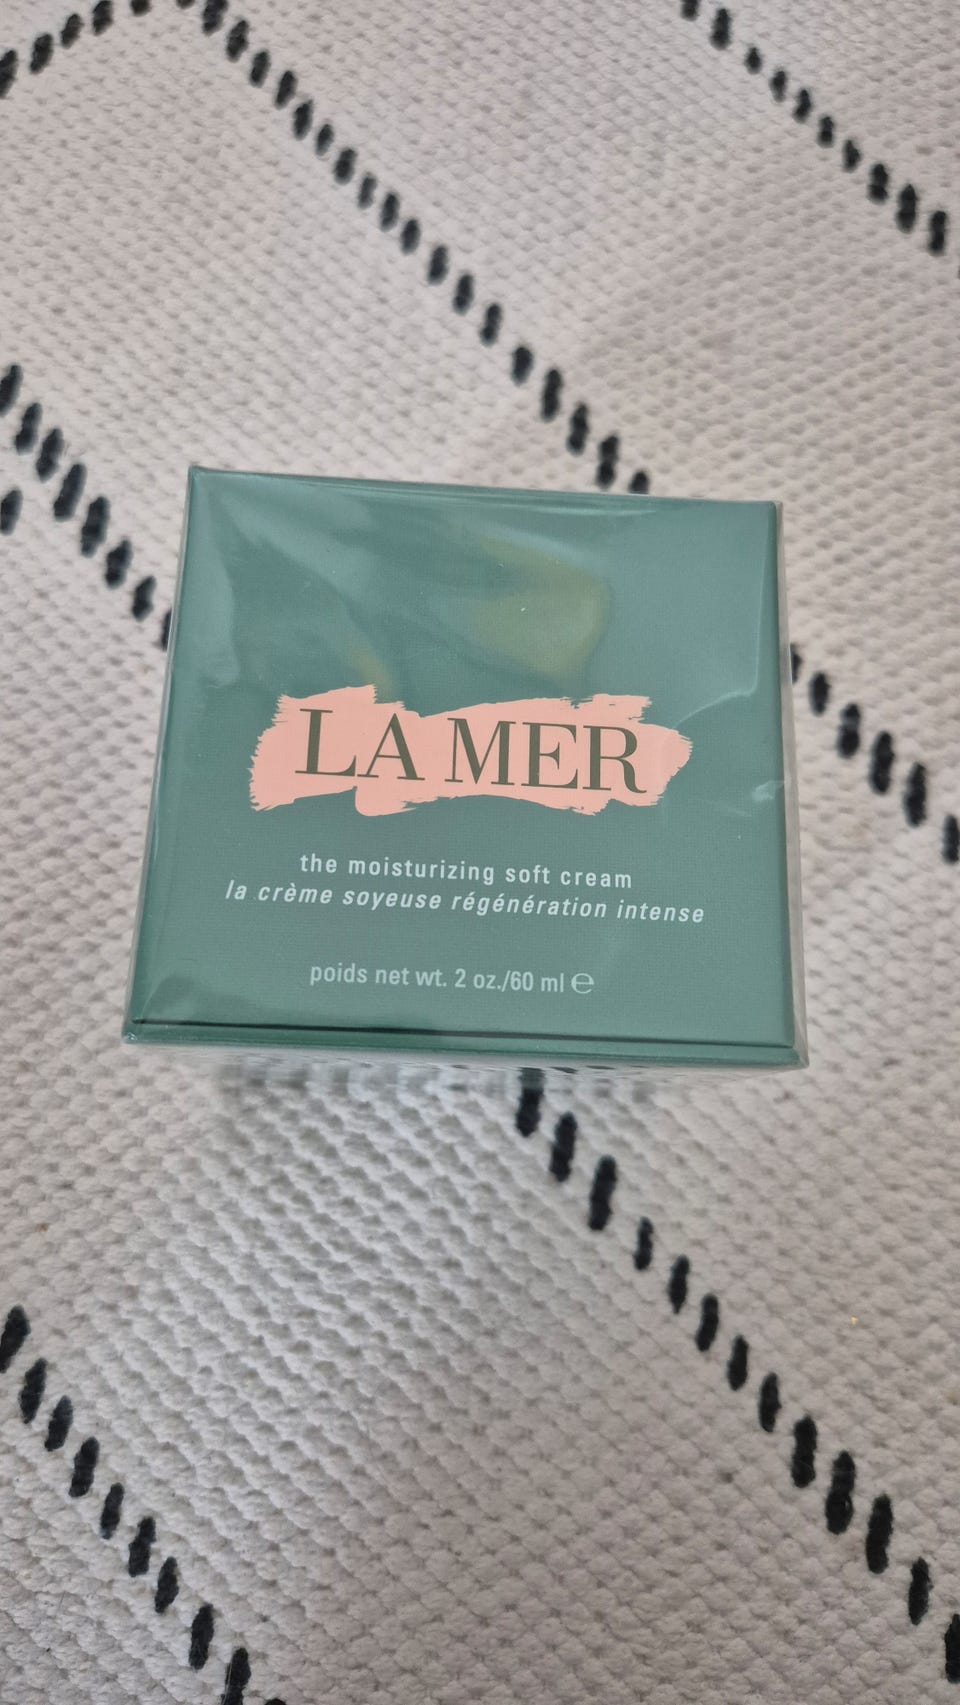 LA MER
the moisturizing soft cream
la crème soyeuse régénération intense
poids net wt. 2 oz./60 ml ℮